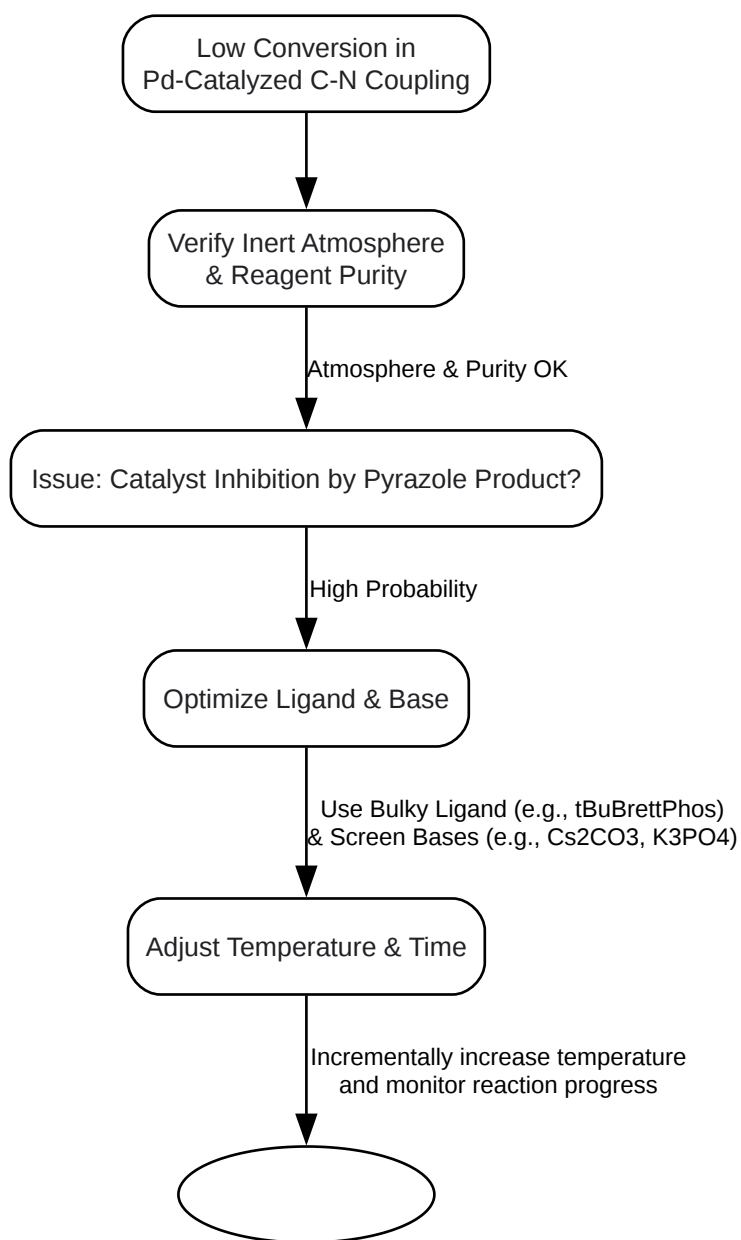 Low Conversion in
Pd-Catalyzed C-N Coupling
Verify Inert Atmosphere
& Reagent Purity
Atmosphere & Purity OK
Issue: Catalyst Inhibition by Pyrazole Product?
High Probability
Optimize Ligand & Base
Use Bulky Ligand (e.g., tBuBrettPhos)
& Screen Bases (e.g., Cs2CO3, K3PO4)
Adjust Temperature & Time
Incrementally increase temperature
and monitor reaction progress